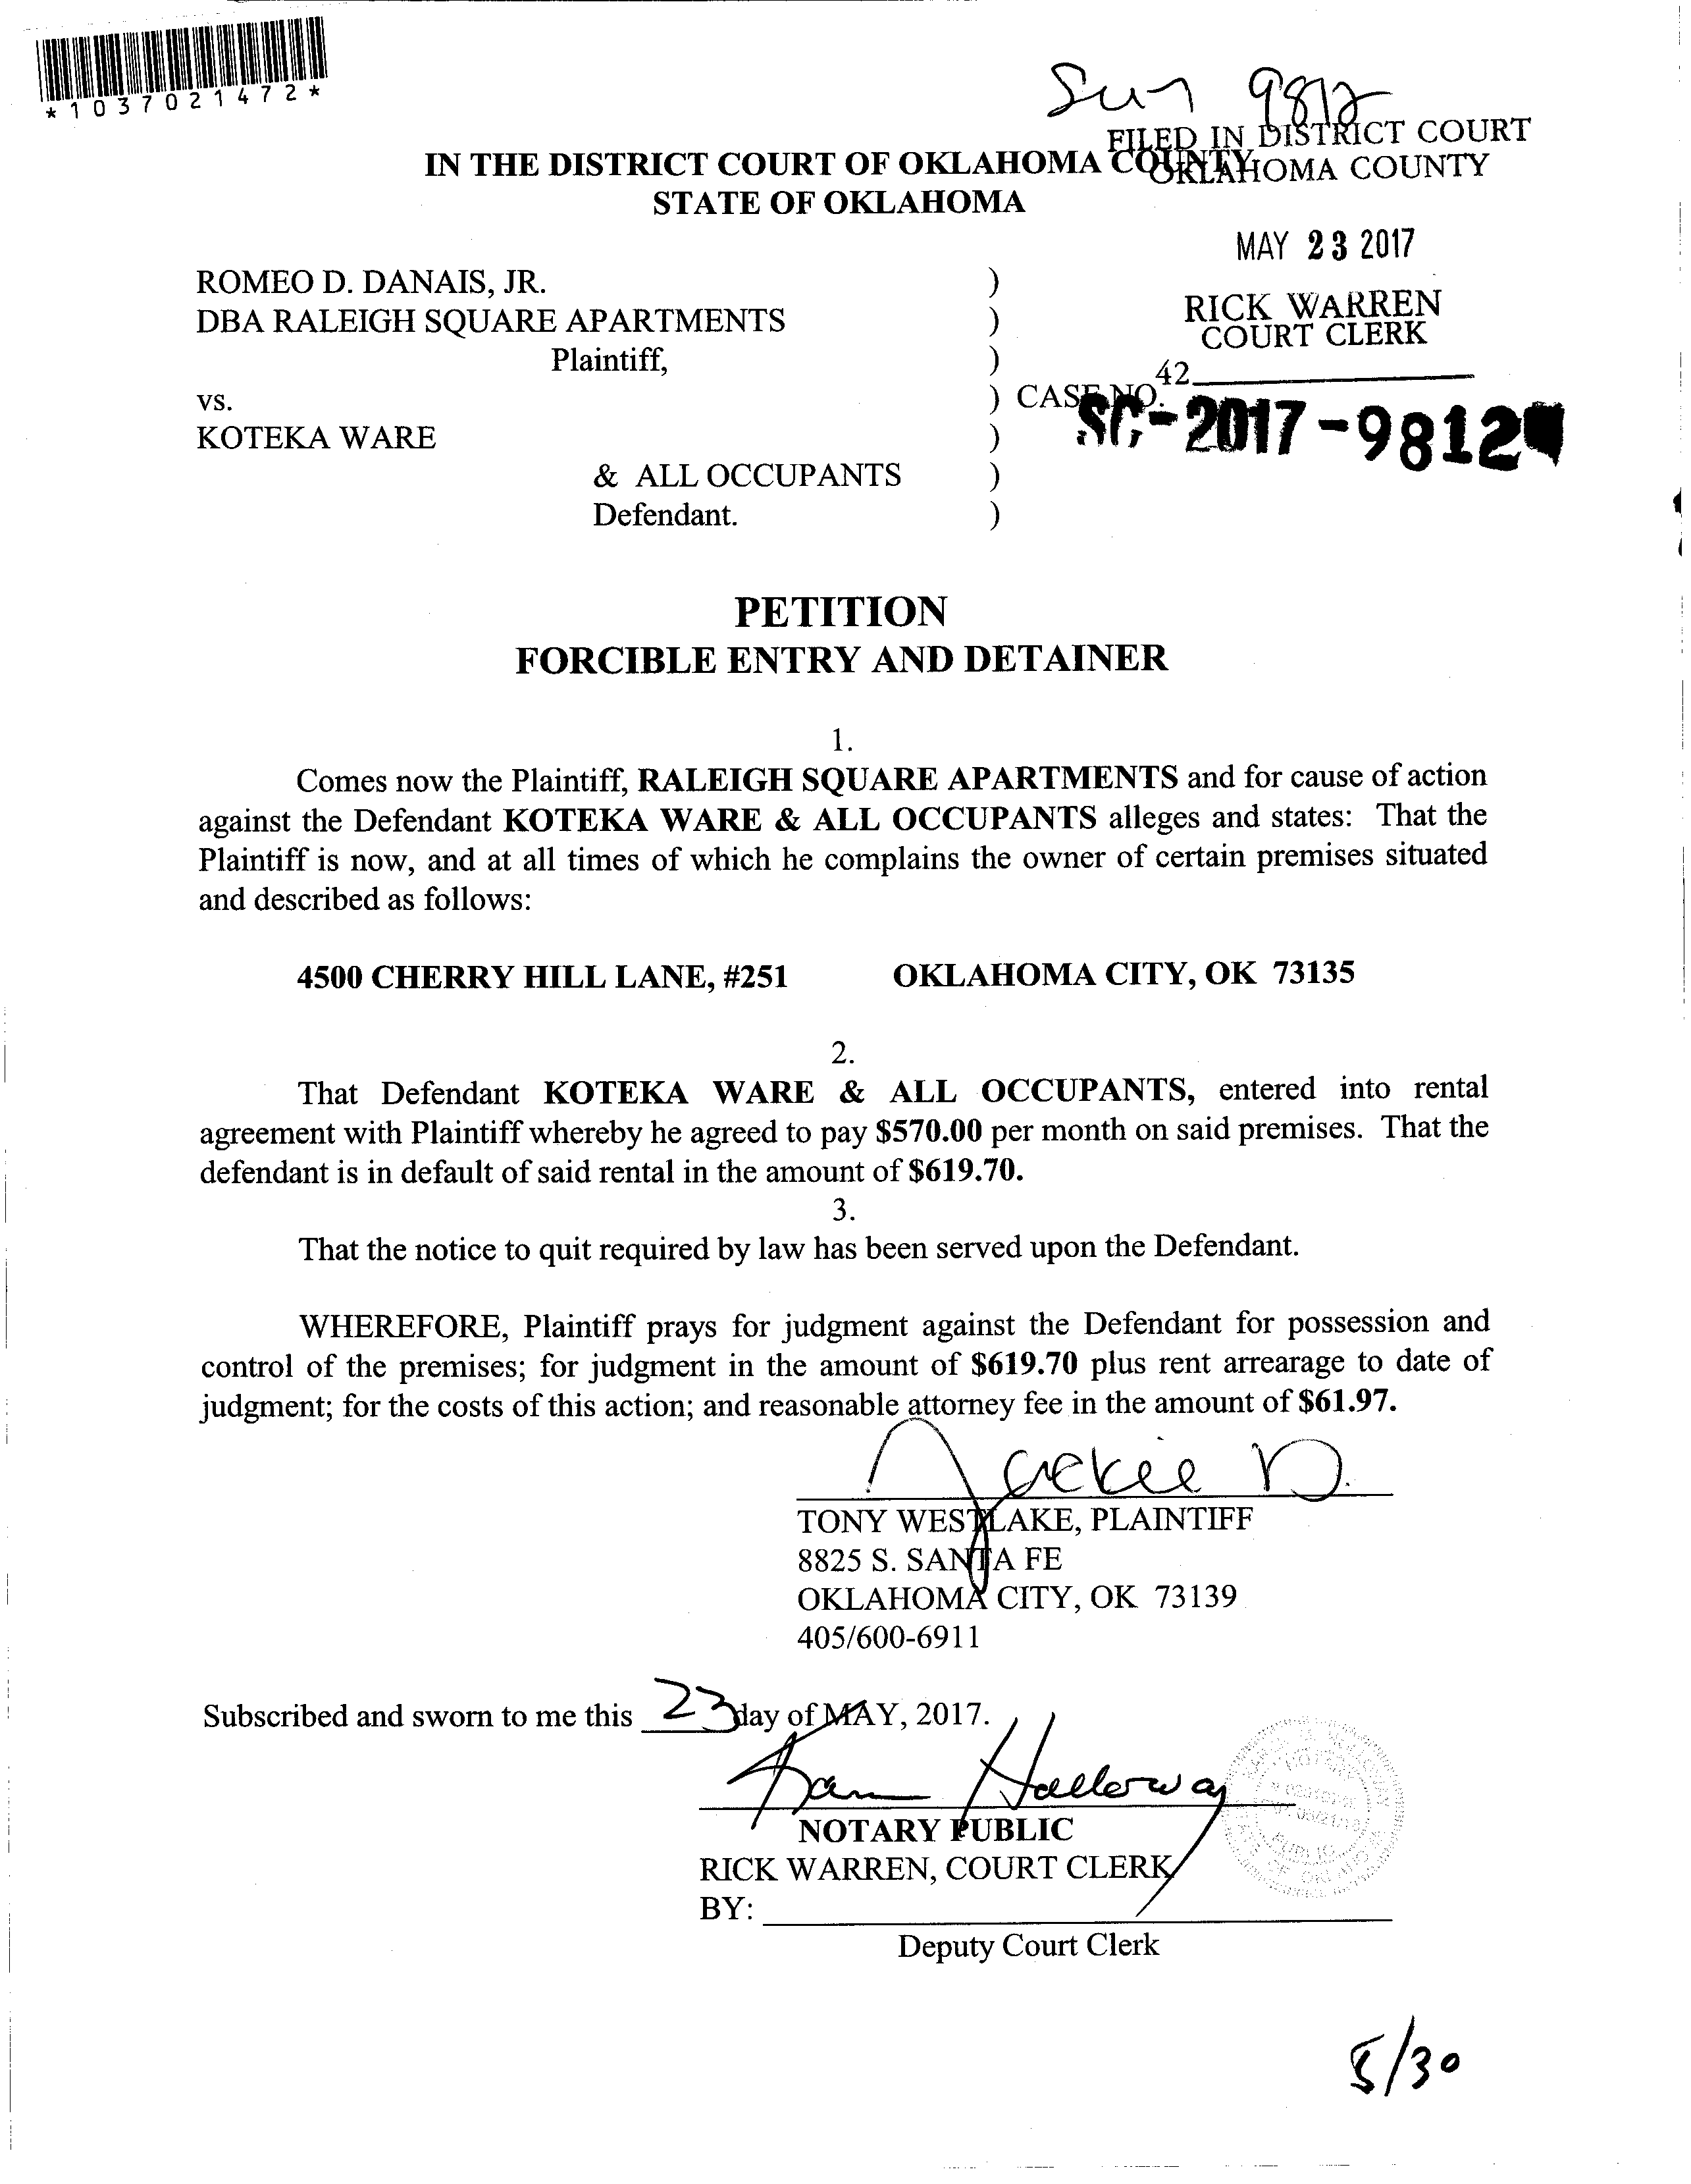 *1037021472*
Sum 9812
FILED IN DISTRICT COURT
OKLAHOMA COUNTY
IN THE DISTRICT COURT OF OKLAHOMA COUNTY
STATE OF OKLAHOMA
MAY 23 2017
RICK WARREN
COURT CLERK
42
ROMEO D. DANAIS, JR. )
DBA RALEIGH SQUARE APARTMENTS )
Plaintiff, )
vs. ) CASE NO.
SC-2017-9812
KOTEKA WARE )
& ALL OCCUPANTS )
Defendant. )
PETITION
FORCIBLE ENTRY AND DETAINER
1.
Comes now the Plaintiff, RALEIGH SQUARE APARTMENTS and for cause of action
against the Defendant KOTEKA WARE & ALL OCCUPANTS alleges and states: That the
Plaintiff is now, and at all times of which he complains the owner of certain premises situated
and described as follows:
4500 CHERRY HILL LANE, #251 OKLAHOMA CITY, OK 73135
2.
That Defendant KOTEKA WARE & ALL OCCUPANTS, entered into rental
agreement with Plaintiff whereby he agreed to pay $570.00 per month on said premises. That the
defendant is in default of said rental in the amount of $619.70.
3.
That the notice to quit required by law has been served upon the Defendant.
WHEREFORE, Plaintiff prays for judgment against the Defendant for possession and
control of the premises; for judgment in the amount of $619.70 plus rent arrearage to date of
judgment; for the costs of this action; and reasonable attorney fee in the amount of $61.97.
Jackie D.
TONY WESTLAKE, PLAINTIFF
8825 S. SANTA FE
OKLAHOMA CITY, OK 73139
405/600-6911
Subscribed and sworn to me this 23 day of MAY, 2017.
Holloway
NOTARY PUBLIC
RICK WARREN, COURT CLERK
BY:
Deputy Court Clerk
5/30